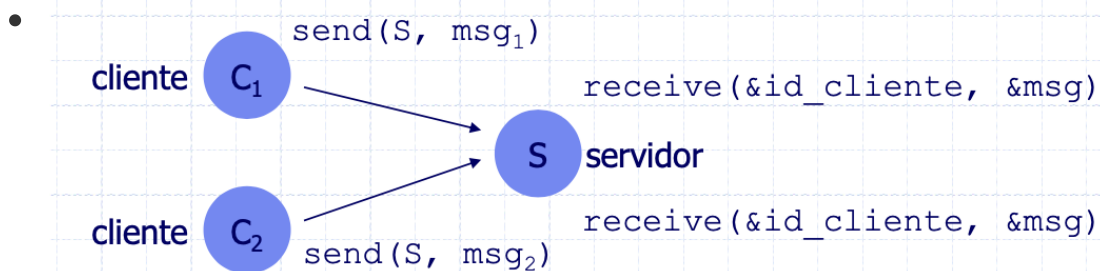 send(S, msg₁)
cliente C₁
receive(&id_cliente, &msg)
S servidor
cliente C₂
receive(&id_cliente, &msg)
send(S, msg₂)